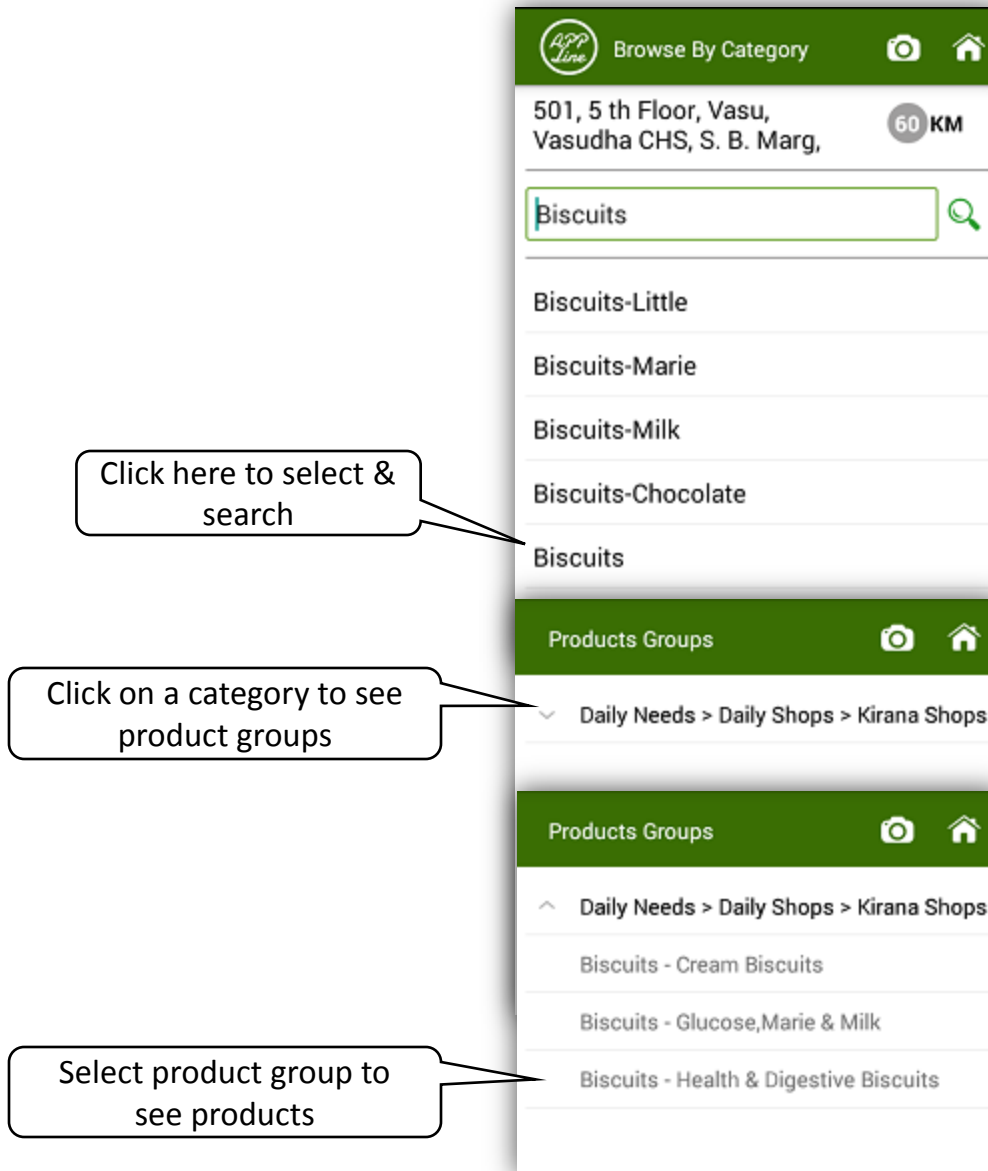 APP
Line
Browse By Category
501, 5 th Floor, Vasu,
Vasudha CHS, S. B. Marg,
60 KM
Biscuits
Biscuits-Little
Biscuits-Marie
Biscuits-Milk
Biscuits-Chocolate
Click here to select &
search
Biscuits
Products Groups
Click on a category to see
product groups
Daily Needs > Daily Shops > Kirana Shops
Products Groups
Daily Needs > Daily Shops > Kirana Shops
Biscuits - Cream Biscuits
Biscuits - Glucose,Marie & Milk
Select product group to
see products
Biscuits - Health & Digestive Biscuits